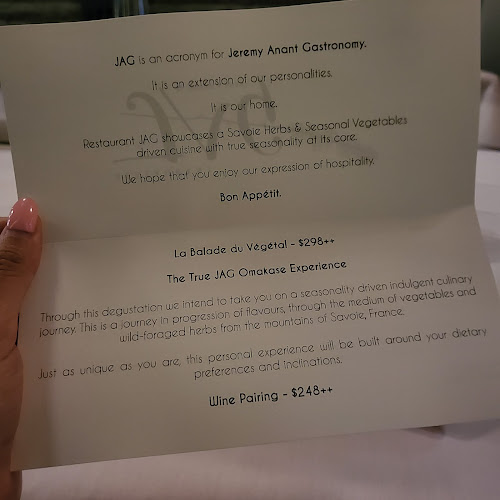 JAG is an acronym for Jeremy Anant Gastronomy.
It is an extension of our personalities.
It is our home.
Restaurant JAG showcases a Savoie Herbs & Seasonal Vegetables
driven cuisine with true seasonality at its core.
We hope that you enjoy our expression of hospitality.
Bon Appétit.
La Balade du Végétal - $298++
The True JAG Omakase Experience
Through this degustation we intend to take you on a seasonality driven indulgent culinary
journey. This is a journey in progression of flavours, through the medium of vegetables and
wild-foraged herbs from the mountains of Savoie, France.
Just as unique as you are, this personal experience will be built around your dietary
preferences and inclinations.
Wine Pairing - $248++